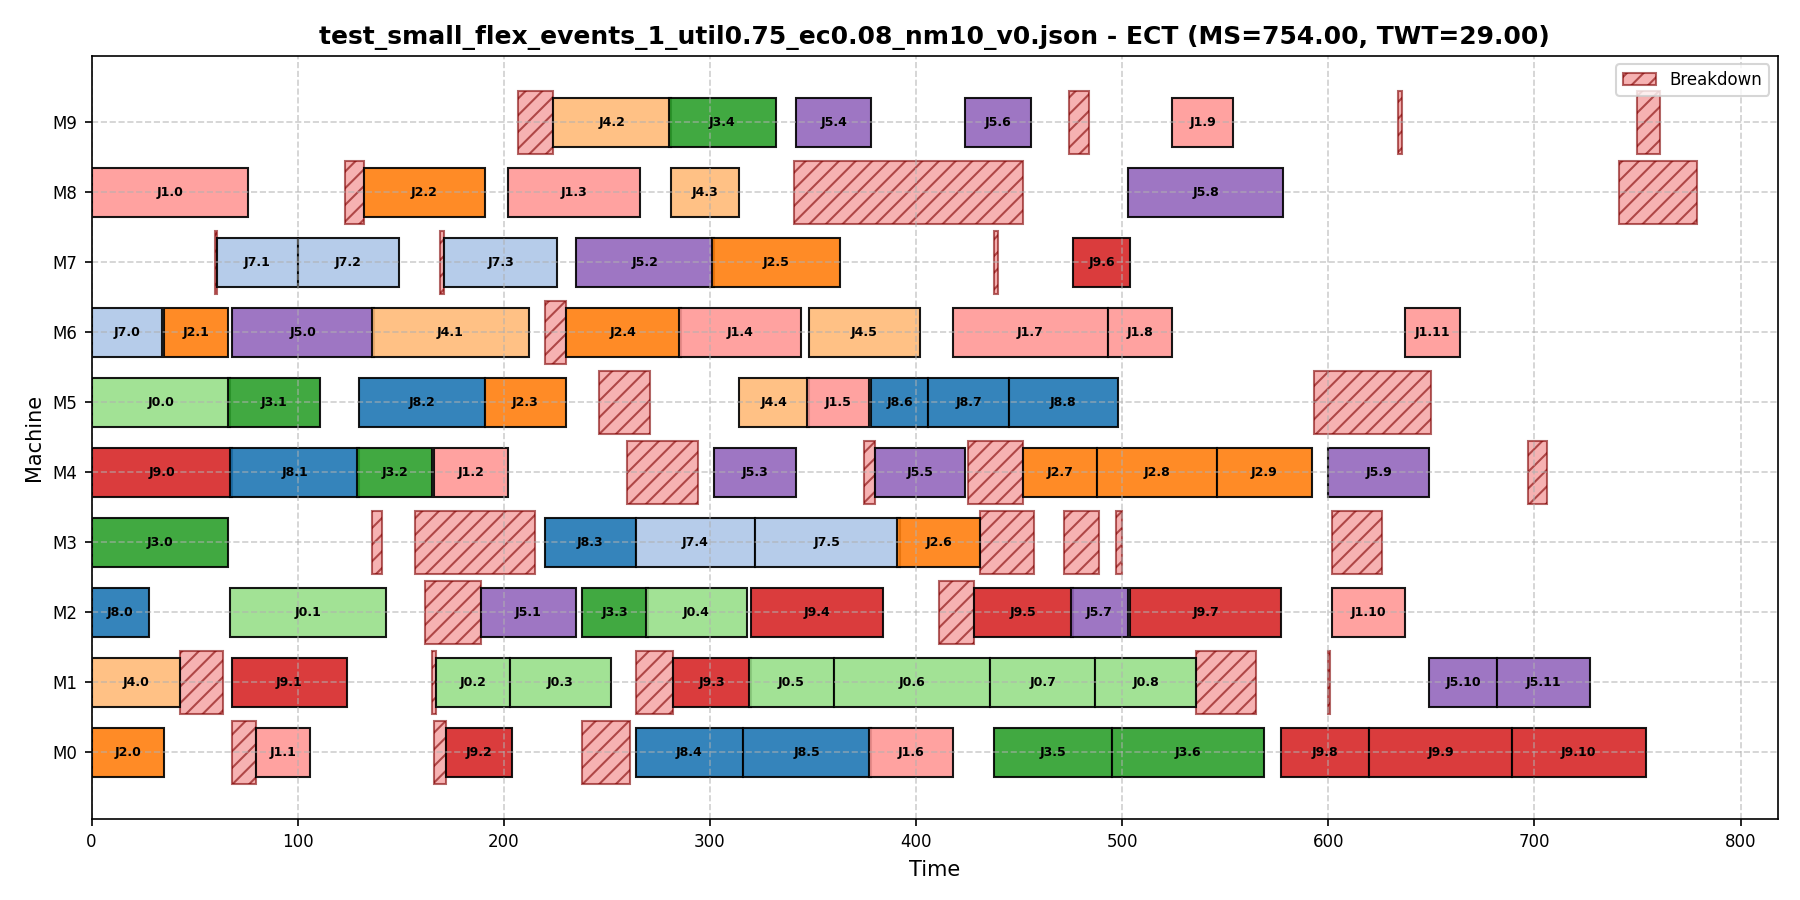 test_small_flex_events_1_util0.75_ec0.08_nm10_v0.json - ECT (MS=754.00, TWT=29.00)
Breakdown
M9 J4.2 J3.4 J5.4 J5.6 J1.9
M8 J1.0 J2.2 J1.3 J4.3 J5.8
M7 J7.1 J7.2 J7.3 J5.2 J2.5 J9.6
M6 J7.0 J2.1 J5.0 J4.1 J2.4 J1.4 J4.5 J1.7 J1.8 J1.11
M5 J0.0 J3.1 J8.2 J2.3 J4.4 J1.5 J8.6 J8.7 J8.8
M4 J9.0 J8.1 J3.2 J1.2 J5.3 J5.5 J2.7 J2.8 J2.9 J5.9
M3 J3.0 J8.3 J7.4 J7.5 J2.6
M2 J8.0 J0.1 J5.1 J3.3 J0.4 J9.4 J9.5 J5.7 J9.7 J1.10
M1 J4.0 J9.1 J0.2 J0.3 J9.3 J0.5 J0.6 J0.7 J0.8 J5.10 J5.11
M0 J2.0 J1.1 J9.2 J8.4 J8.5 J1.6 J3.5 J3.6 J9.8 J9.9 J9.10
0 100 200 300 400 500 600 700 800
Time
Machine